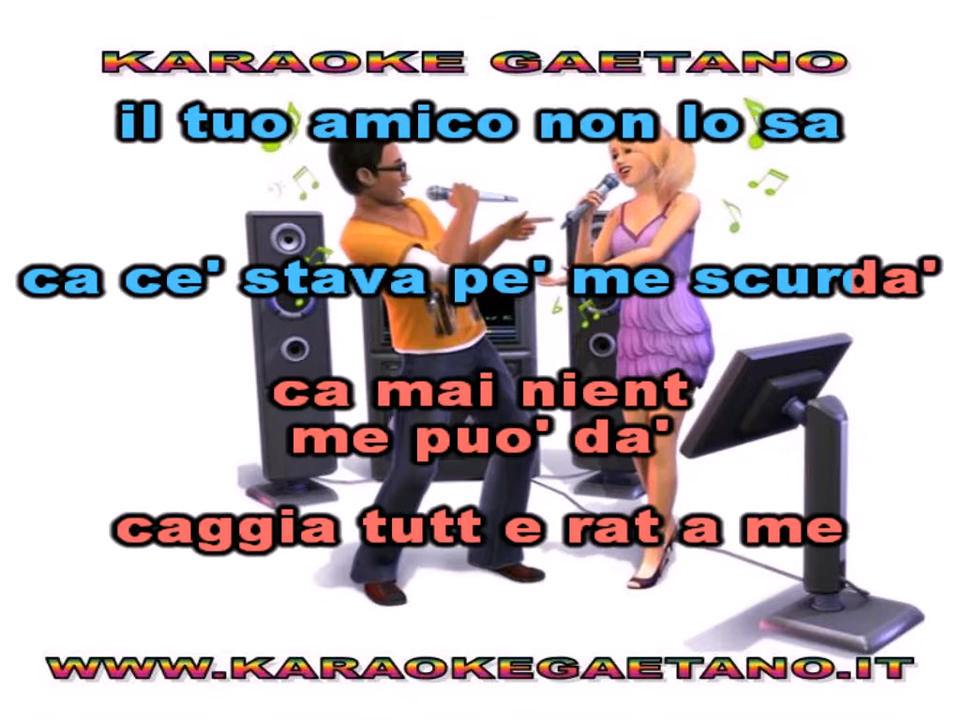 KARAOKE GAETANO
il tuo amico non lo sa
ca ce' stava pe' me scurda'
ca mai nient
me puo' da'
caggia tutt e rat a me
WWW.KARAOKEGAETANO.IT